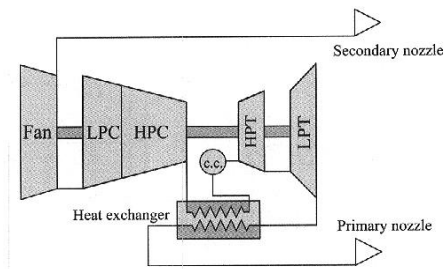 Secondary nozzle
Fan
LPC
HPC
HPT
LPT
c.c.
Heat exchanger
Primary nozzle